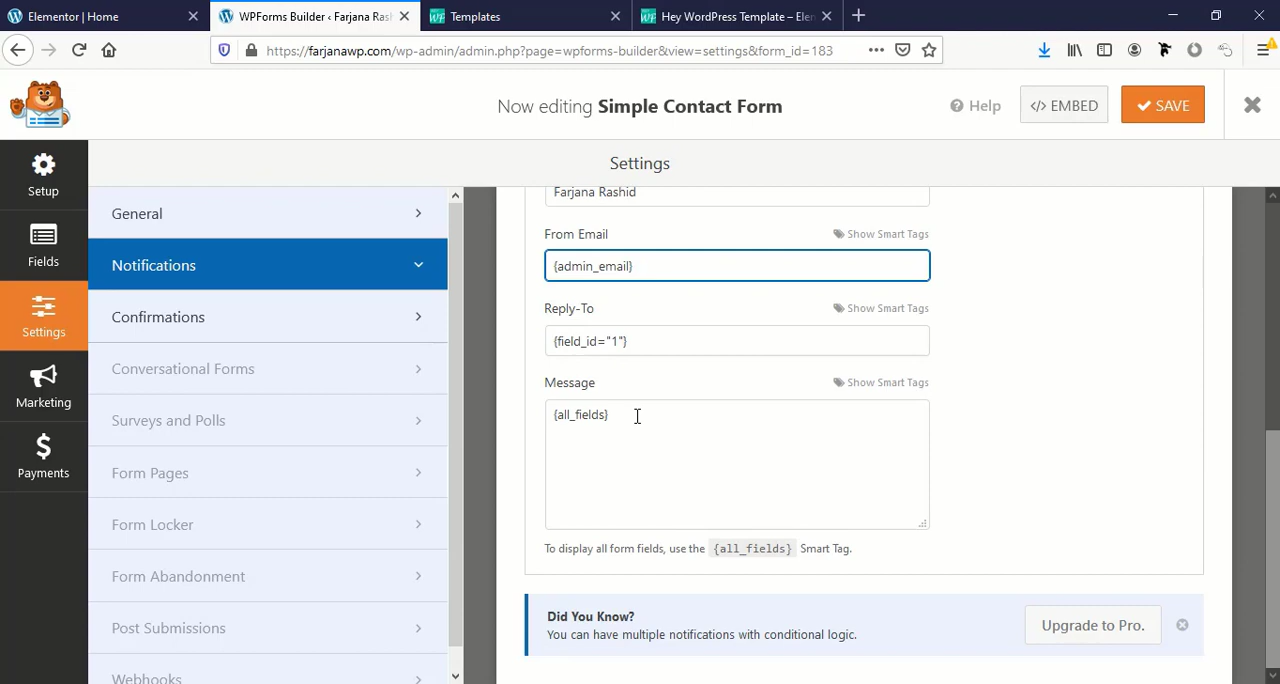 Elementor | Home
WPForms Builder ‹ Farjana Ras
Templates
Hey WordPress Template – Elen
https://farjanawp.com/wp-admin/admin.php?page=wpforms-builder&view=settings&form_id=183
Now editing Simple Contact Form
Help
</> EMBED
SAVE
Settings
Setup
Fields
Settings
Marketing
Payments
General
Notifications
Confirmations
Conversational Forms
Surveys and Polls
Form Pages
Form Locker
Form Abandonment
Post Submissions
Webhooks
Farjana Rashid
From Email
Show Smart Tags
{admin_email}
Reply-To
Show Smart Tags
{field_id="1"}
Message
Show Smart Tags
{all_fields}
To display all form fields, use the {all_fields} Smart Tag.
Did You Know?
You can have multiple notifications with conditional logic.
Upgrade to Pro.